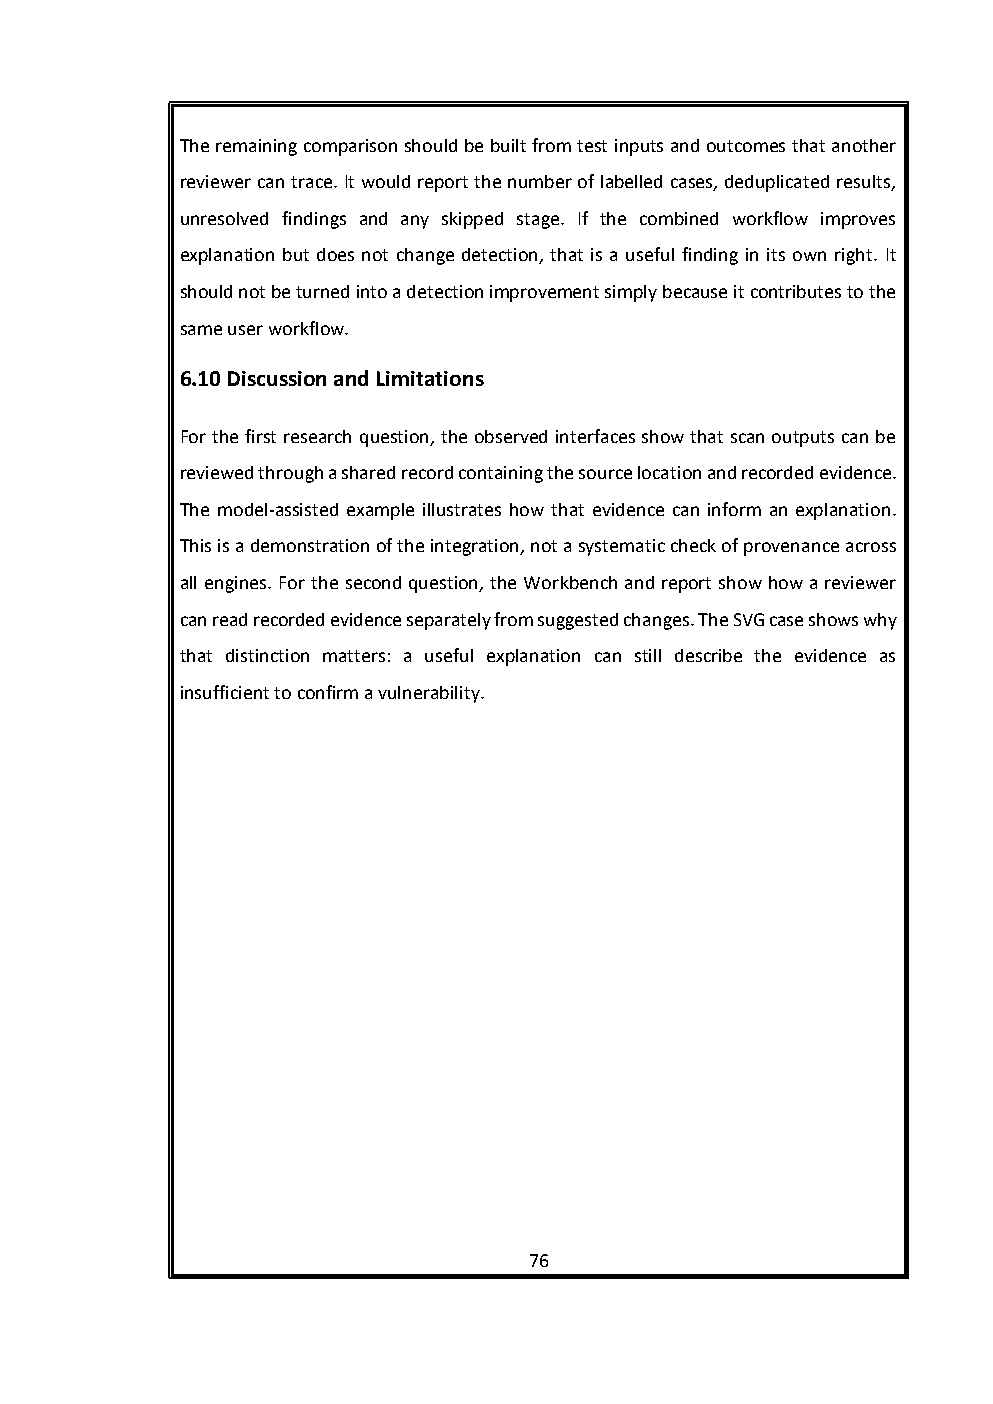 The remaining comparison should be built from test inputs and outcomes that another
reviewer can trace. It would report the number of labelled cases, deduplicated results,
unresolved findings and any skipped stage. If the combined workflow improves
explanation but does not change detection, that is a useful finding in its own right. It
should not be turned into a detection improvement simply because it contributes to the
same user workflow.
6.10 Discussion and Limitations
For the first research question, the observed interfaces show that scan outputs can be
reviewed through a shared record containing the source location and recorded evidence.
The model-assisted example illustrates how that evidence can inform an explanation.
This is a demonstration of the integration, not a systematic check of provenance across
all engines. For the second question, the Workbench and report show how a reviewer
can read recorded evidence separately from suggested changes. The SVG case shows why
that distinction matters: a useful explanation can still describe the evidence as
insufficient to confirm a vulnerability.
76